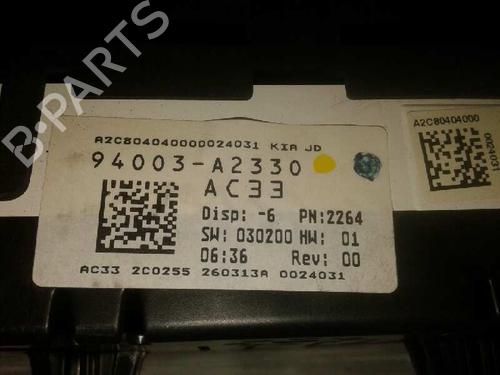 A2C804040000024031 KIA JD
94003-A2330
AC33
Disp: -6 PN:2264
SW: 030200 HW: 01
06:36 Rev: 00
AC33 2C0255 260313A 0024031
A2C80404000
0024031